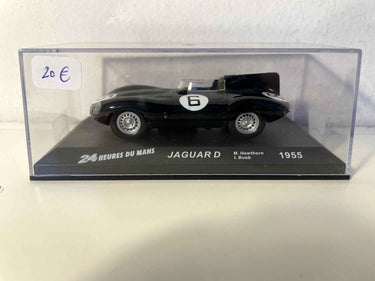 20 €
6
24 HEURES DU MANS
JAGUAR D
M. Hawthorn
I. Bueb
1955